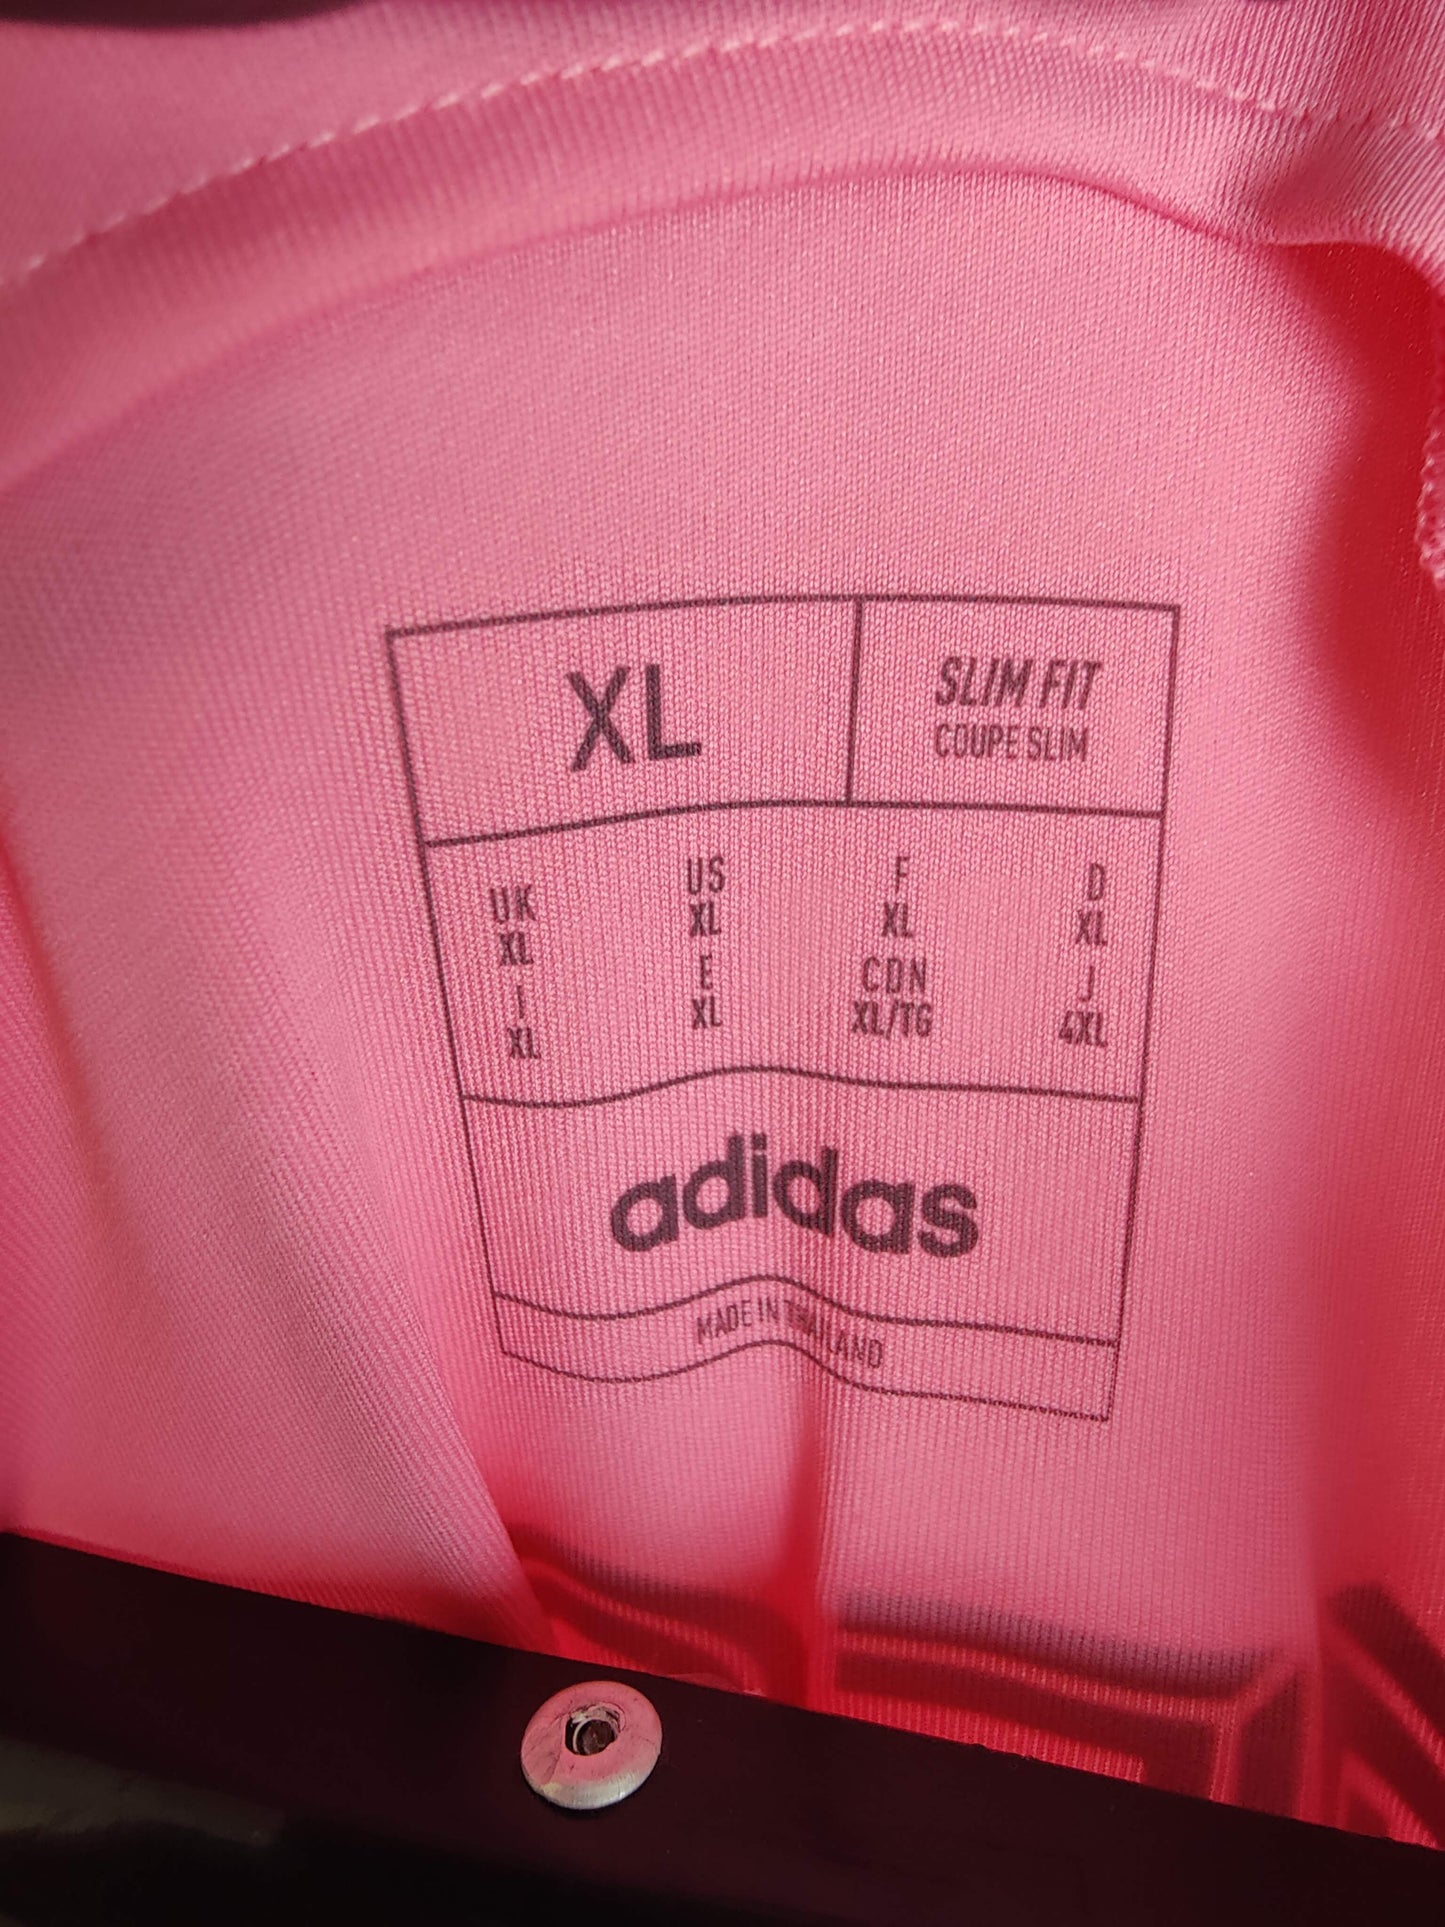 XL
SLIM FIT
COUPE SLIM
UK US F D
XL XL XL XL
I E CDN J
XL XL XL/TG 4XL
adidas
MADE IN THAILAND